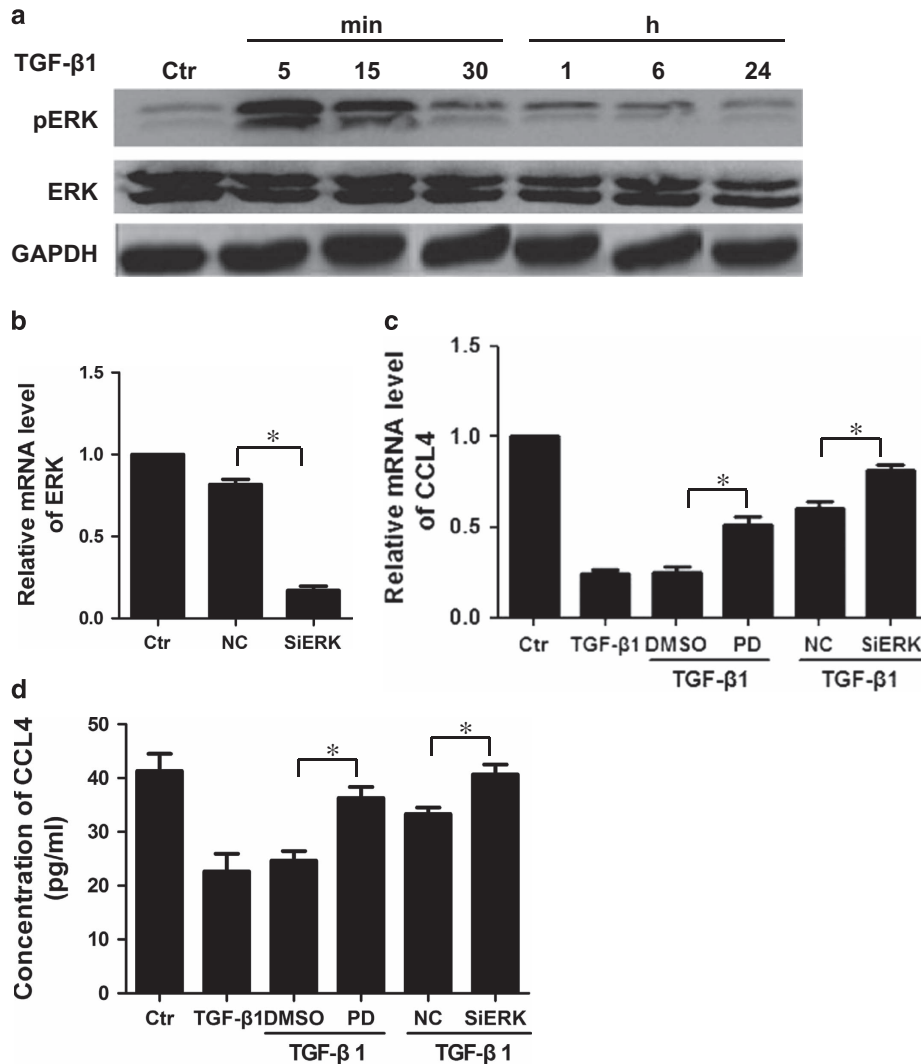 a
min h
TGF-β1 Ctr 5 15 30 1 6 24
pERK
ERK
GAPDH
b
Relative mRNA level
of ERK
1.5
1.0
0.5
0.0
*
Ctr NC SiERK
c
Relative mRNA level
of CCL4
1.5
1.0
0.5
0.0
* *
Ctr TGF-β1 DMSO PD NC SiERK
TGF-β1 TGF-β1
d
Concentration of CCL4
(pg/ml)
50
40
30
20
10
0
* *
Ctr TGF-β1 DMSO PD NC SiERK
TGF-β 1 TGF-β 1